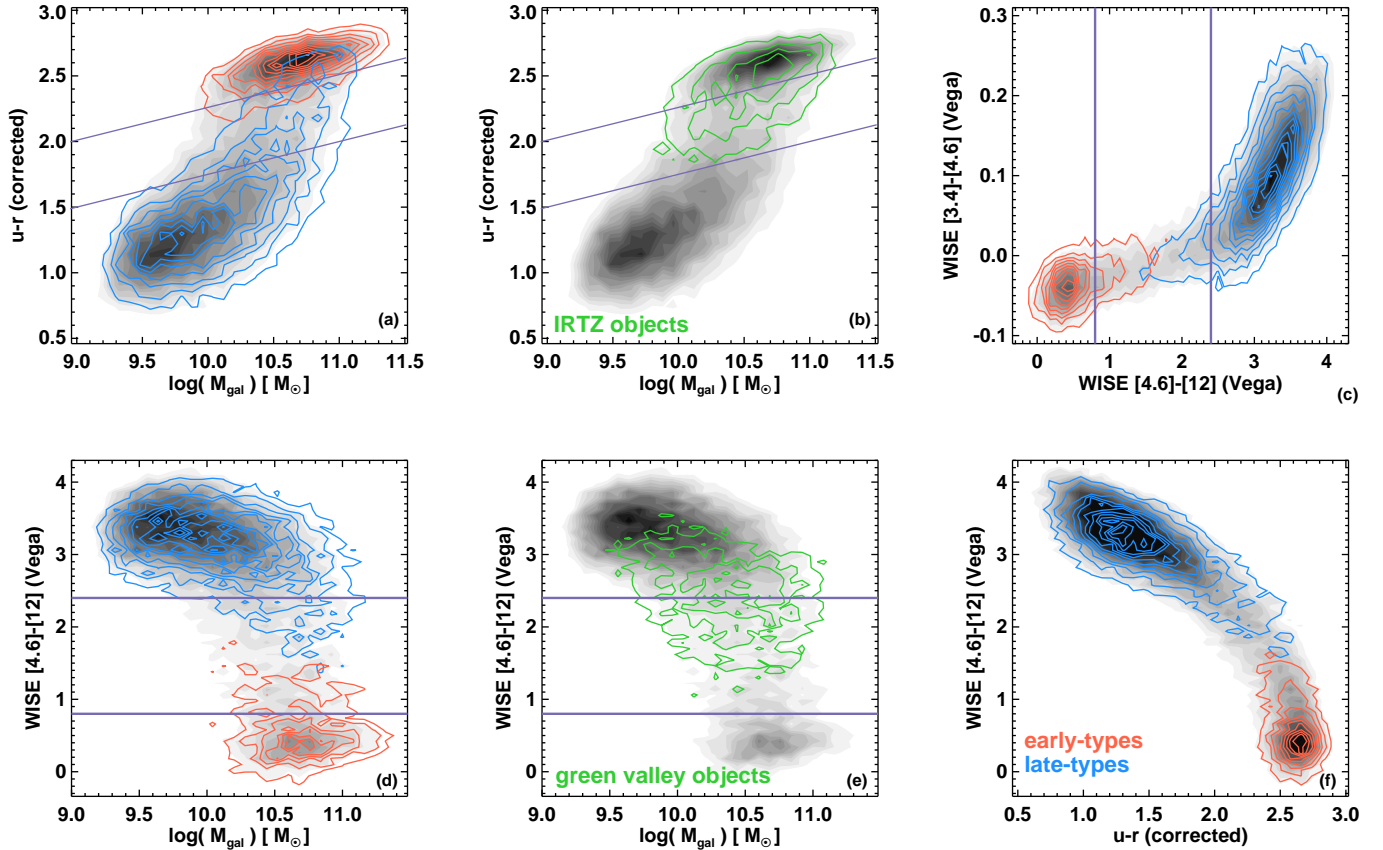 3.0
2.5
2.0
1.5
1.0
0.5
u-r (corrected)
(a)
9.0 9.5 10.0 10.5 11.0 11.5
log( M_gal ) [ M_⊙ ]
3.0
2.5
2.0
1.5
1.0
0.5
u-r (corrected)
IRTZ objects
(b)
9.0 9.5 10.0 10.5 11.0 11.5
log( M_gal ) [ M_⊙ ]
0.3
0.2
0.1
0.0
-0.1
WISE [3.4]-[4.6] (Vega)
0 1 2 3 4
WISE [4.6]-[12] (Vega)
(c)
4
3
2
1
0
WISE [4.6]-[12] (Vega)
(d)
9.0 9.5 10.0 10.5 11.0
log( M_gal ) [ M_⊙ ]
4
3
2
1
0
WISE [4.6]-[12] (Vega)
green valley objects
(e)
9.0 9.5 10.0 10.5 11.0
log( M_gal ) [ M_⊙ ]
4
3
2
1
0
WISE [4.6]-[12] (Vega)
early-types
late-types
(f)
0.5 1.0 1.5 2.0 2.5 3.0
u-r (corrected)